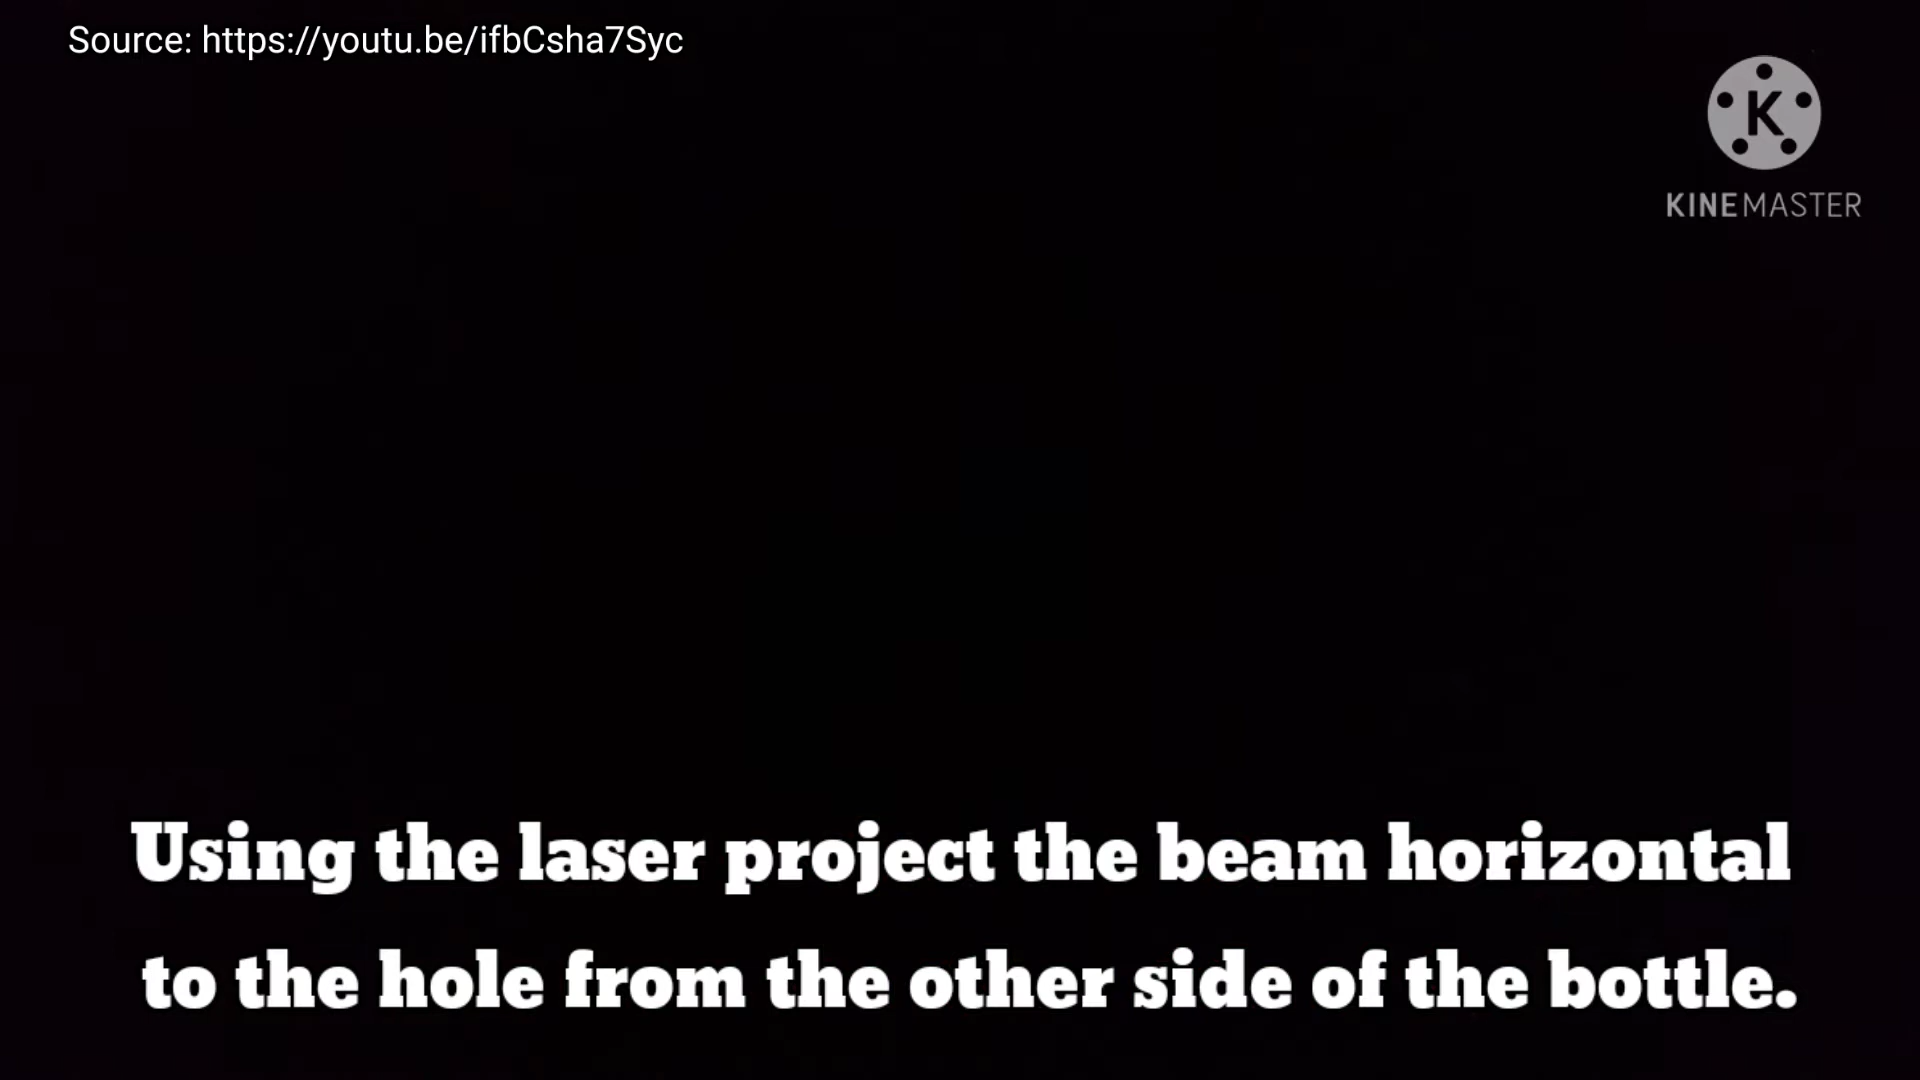 Source: https://youtu.be/ifbCsha7Syc
K
KINEMASTER
Using the laser project the beam horizontal
to the hole from the other side of the bottle.